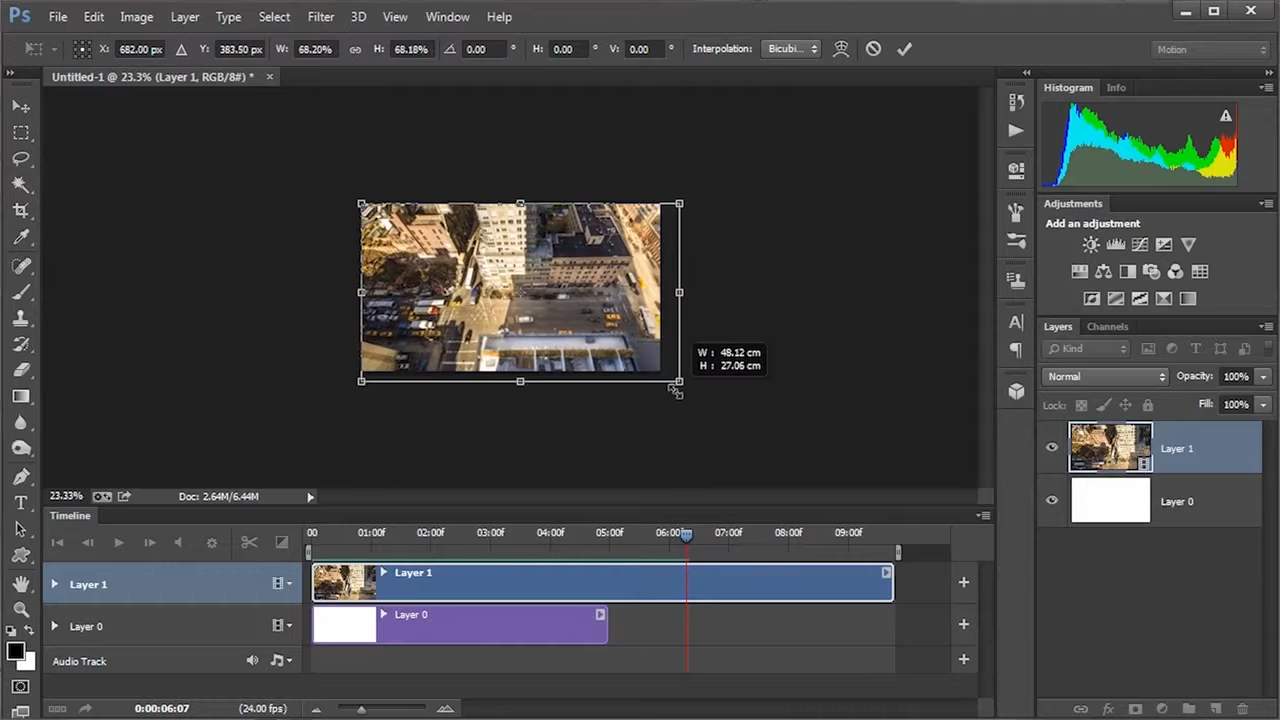 Ps File Edit Image Layer Type Select Filter 3D View Window Help
X: 682.00 px Y: 383.50 px W: 68.20% H: 68.18% 0.00 ° H: 0.00 ° V: 0.00 ° Interpolation: Bicubi... Motion
Untitled-1 @ 23.3% (Layer 1, RGB/8#) * ×
Histogram Info
Adjustments
Add an adjustment
W : 48.12 cm
H : 27.06 cm
Layers Channels
Kind
Normal Opacity: 100%
Lock: Fill: 100%
Layer 1
Layer 0
23.33% Doc: 2.64M/6.44M
Timeline
00 01:00f 02:00f 03:00f 04:00f 05:00f 06:00f 07:00f 08:00f 09:00f
Layer 1 Layer 1
Layer 0 Layer 0
Audio Track
0:00:06:07 (24.00 fps)